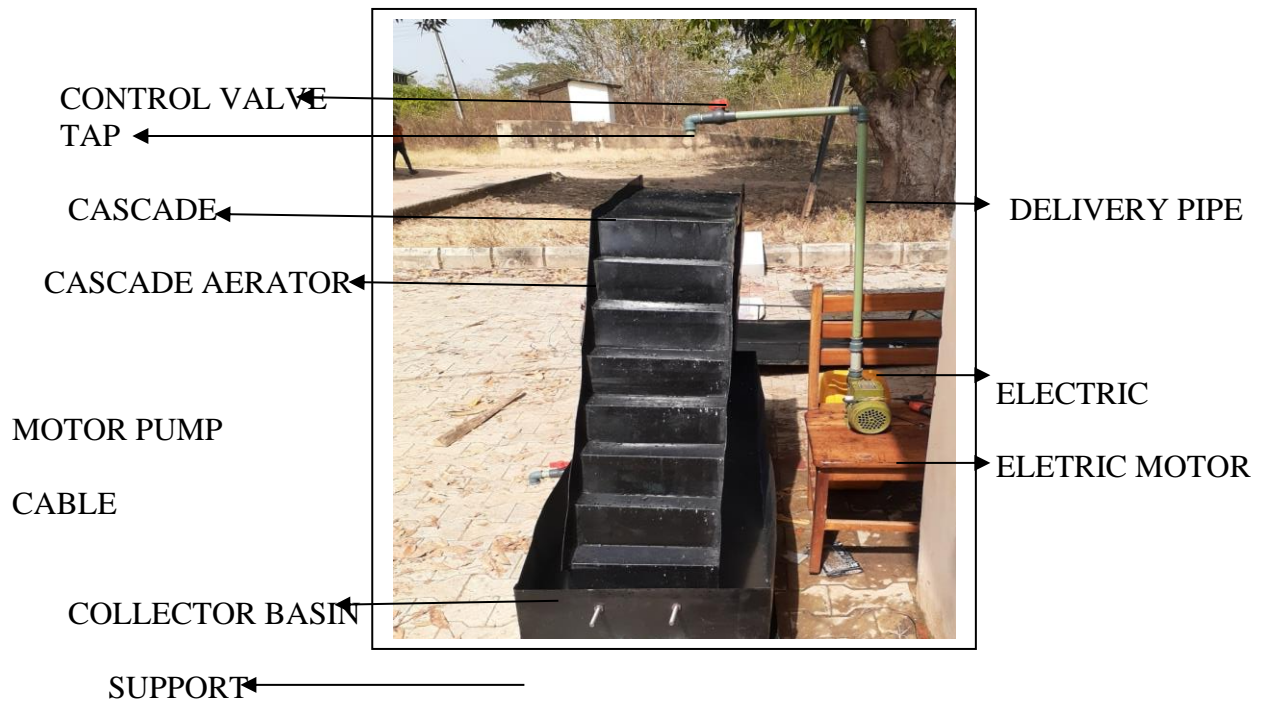 CONTROL VALVE
TAP
CASCADE
DELIVERY PIPE
CASCADE AERATOR
ELECTRIC
MOTOR PUMP
ELETRIC MOTOR
CABLE
COLLECTOR BASIN
SUPPORT